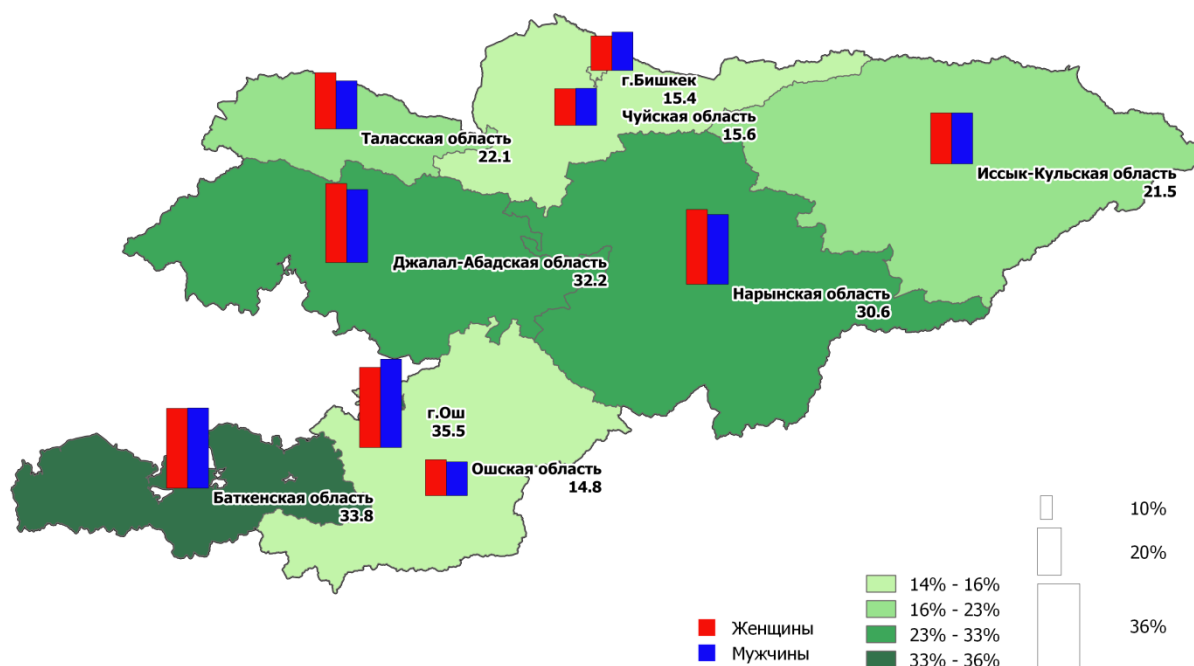 г.Бишкек
15.4
Чуйская область
15.6
Таласская область
22.1
Иссык-Кульская область
21.5
Джалал-Абадская область
32.2
Нарынская область
30.6
г.Ош
35.5
Ошская область
14.8
Баткенская область
33.8
10%
20%
36%
14% - 16%
16% - 23%
23% - 33%
33% - 36%
Женщины
Мужчины